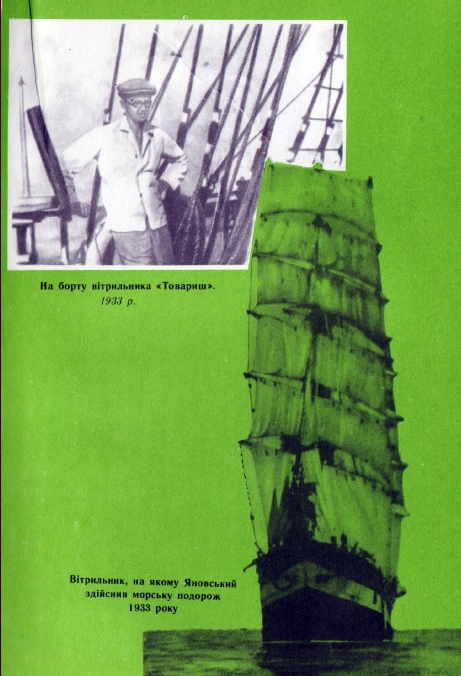 На борту вітрильника «Товариш».
1933 р.
Вітрильник, на якому Яновський
здійснив морську подорож
1933 року